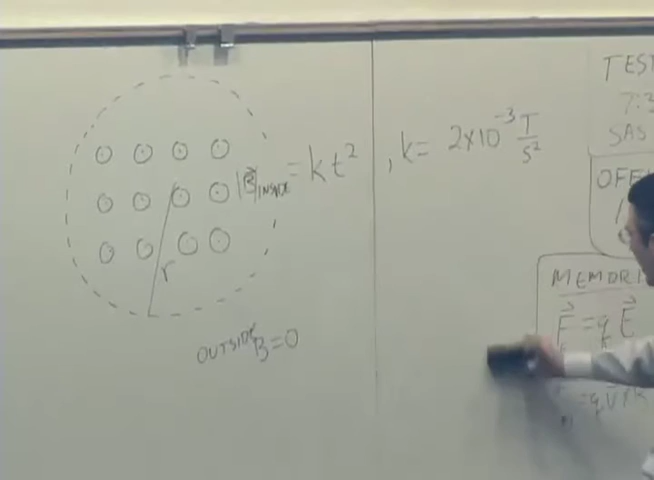 |B⃗|INSIDE = kt² , k = 2×10⁻³ T/s²
r
OUTSIDE B=0
TEST
7:3
SAS
OFF
MEMORI
F⃗ = q E⃗